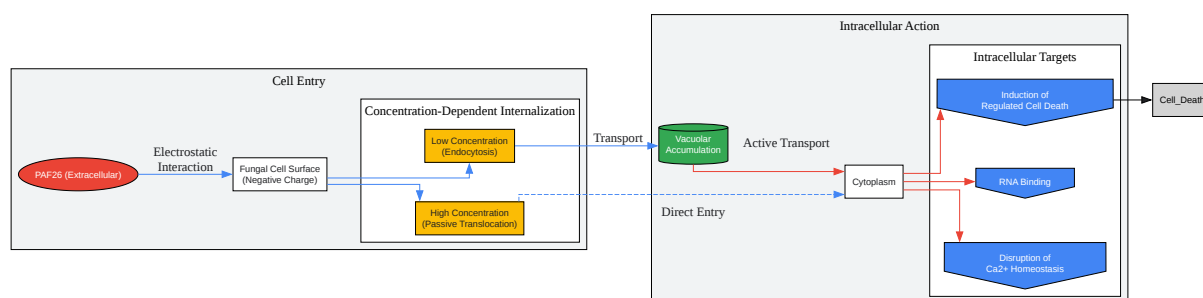 Cell Entry
PAF26 (Extracellular)
Electrostatic
Interaction
Fungal Cell Surface
(Negative Charge)
Concentration-Dependent Internalization
Low Concentration
(Endocytosis)
High Concentration
(Passive Translocation)
Transport
Direct Entry
Intracellular Action
Vacuolar
Accumulation
Active Transport
Cytoplasm
Intracellular Targets
Induction of
Regulated Cell Death
RNA Binding
Disruption of
Ca2+ Homeostasis
Cell_Death